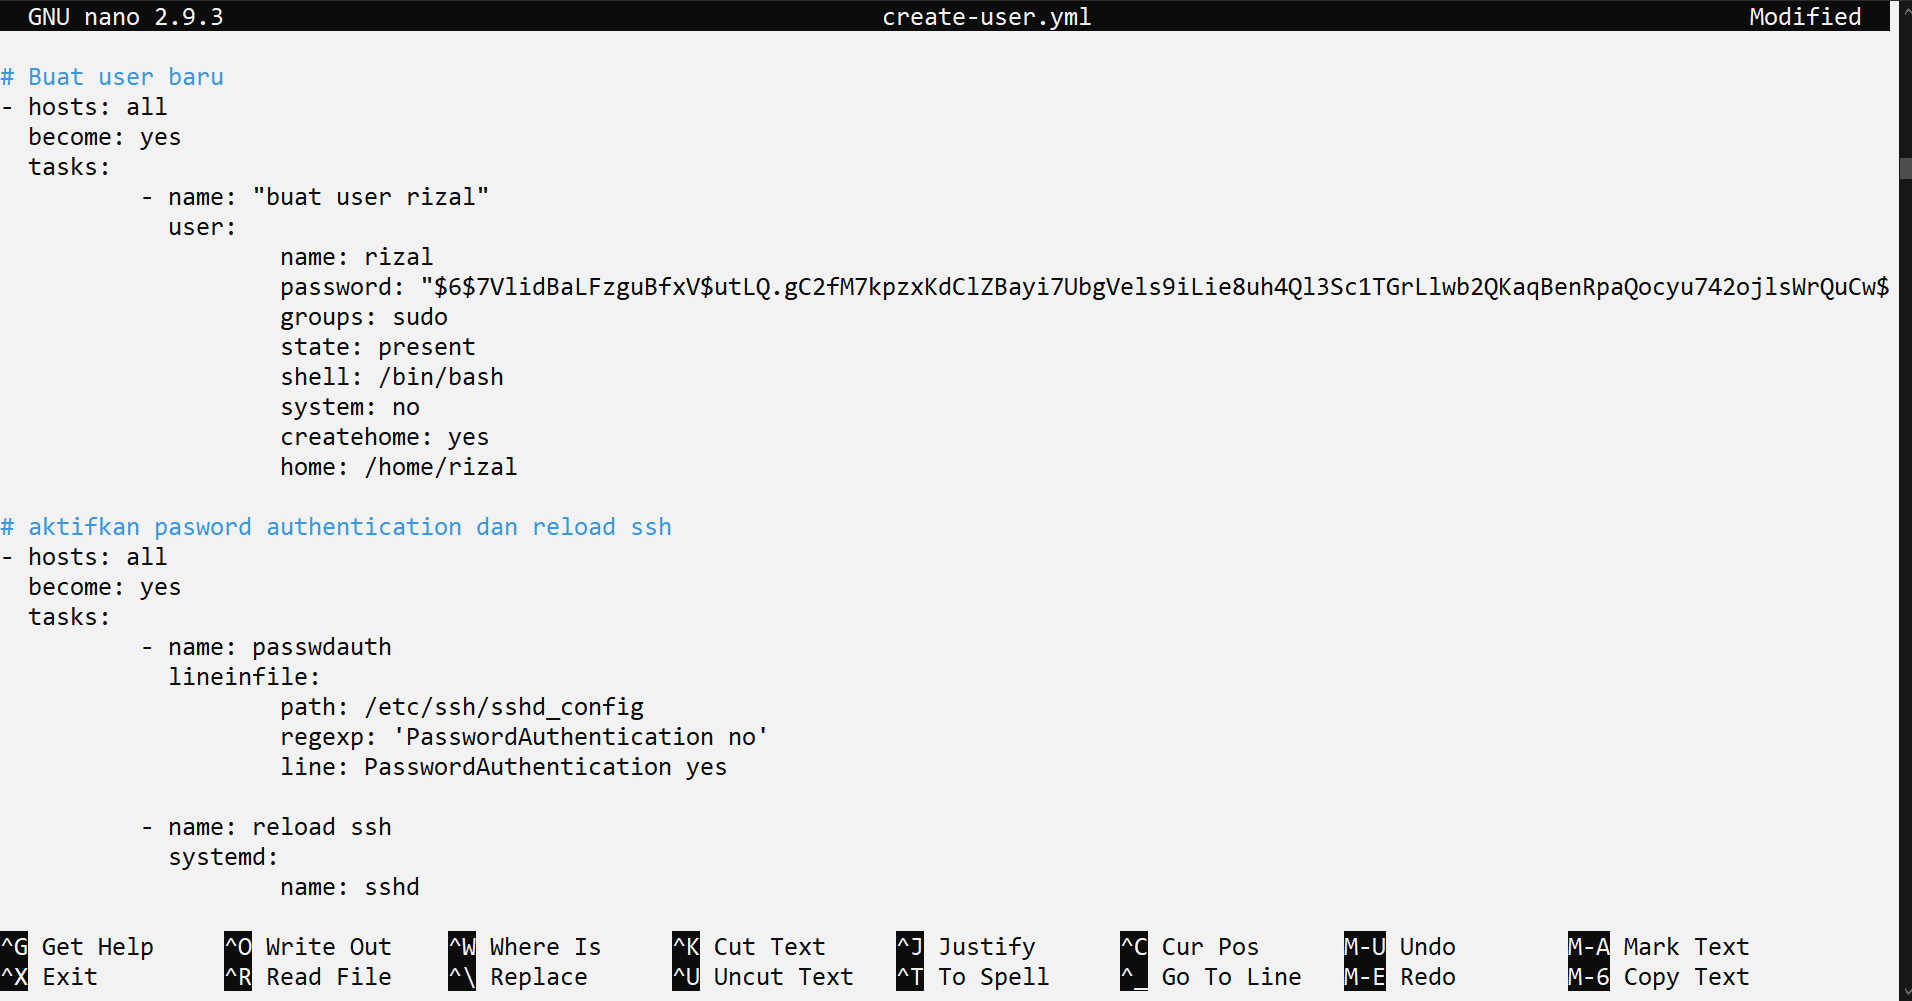 GNU nano 2.9.3 create-user.yml Modified
# Buat user baru
- hosts: all
  become: yes
  tasks:
          - name: "buat user rizal"
            user:
                    name: rizal
                    password: "$6$7VlidBaLFzguBfxV$utLQ.gC2fM7kpzxKdClZBayi7UbgVels9iLie8uh4Ql3Sc1TGrLlwb2QKaqBenRpaQocyu742ojlsWrQuCw$
                    groups: sudo
                    state: present
                    shell: /bin/bash
                    system: no
                    createhome: yes
                    home: /home/rizal
# aktifkan pasword authentication dan reload ssh
- hosts: all
  become: yes
  tasks:
          - name: passwdauth
            lineinfile:
                    path: /etc/ssh/sshd_config
                    regexp: 'PasswordAuthentication no'
                    line: PasswordAuthentication yes
          - name: reload ssh
            systemd:
                    name: sshd
^G Get Help ^O Write Out ^W Where Is ^K Cut Text ^J Justify ^C Cur Pos M-U Undo M-A Mark Text
^X Exit ^R Read File ^\ Replace ^U Uncut Text ^T To Spell ^_ Go To Line M-E Redo M-6 Copy Text